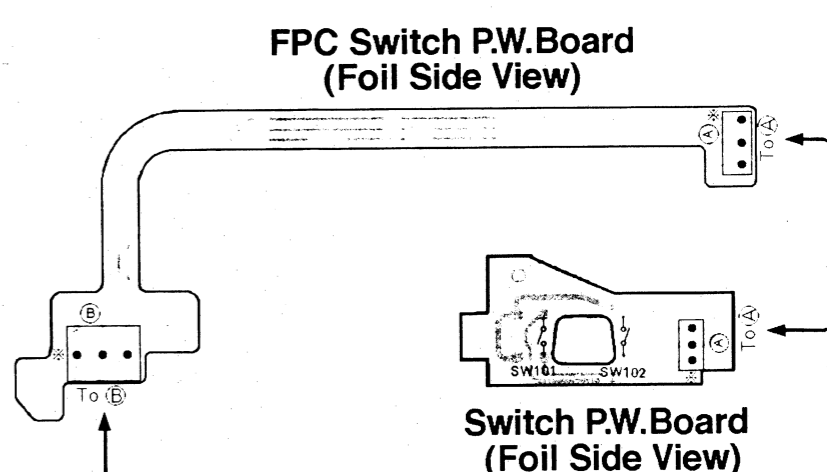 FPC Switch P.W.Board
(Foil Side View)
※
Ⓐ
To Ⓐ
Ⓑ
※
To Ⓑ
SW101
SW102
Ⓐ
※
To Ⓐ
Switch P.W.Board
(Foil Side View)